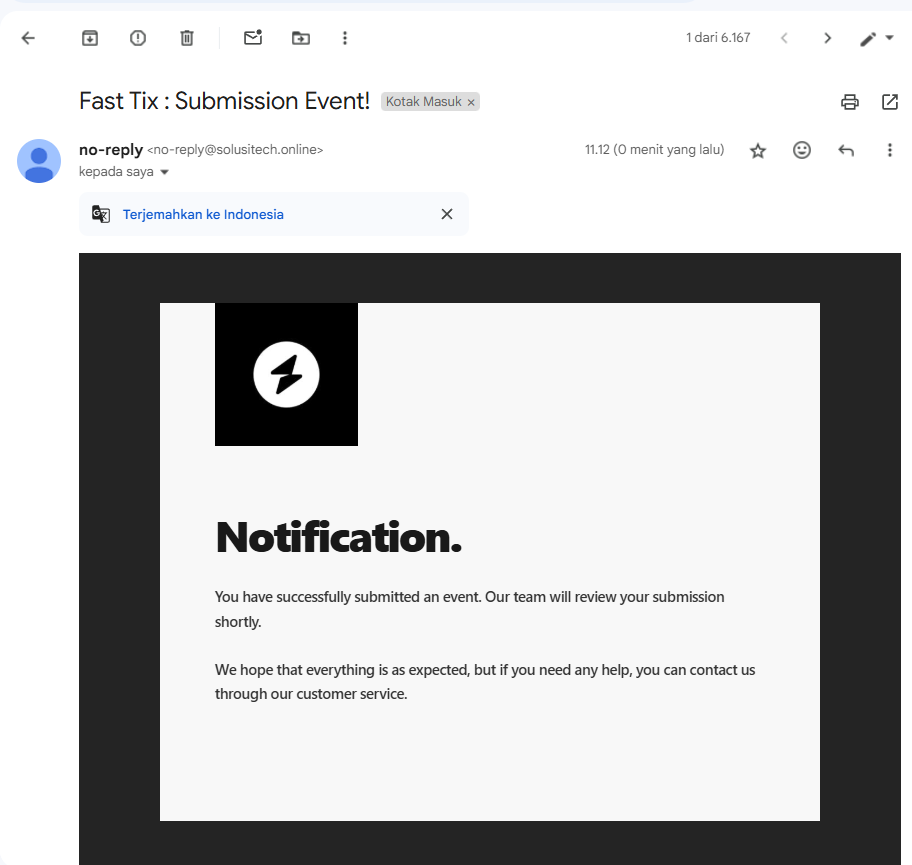 1 dari 6.167
Fast Tix : Submission Event!
Kotak Masuk ×
no-reply <no-reply@solusitech.online>
11.12 (0 menit yang lalu)
kepada saya
Terjemahkan ke Indonesia
Notification.
You have successfully submitted an event. Our team will review your submission
shortly.
We hope that everything is as expected, but if you need any help, you can contact us
through our customer service.